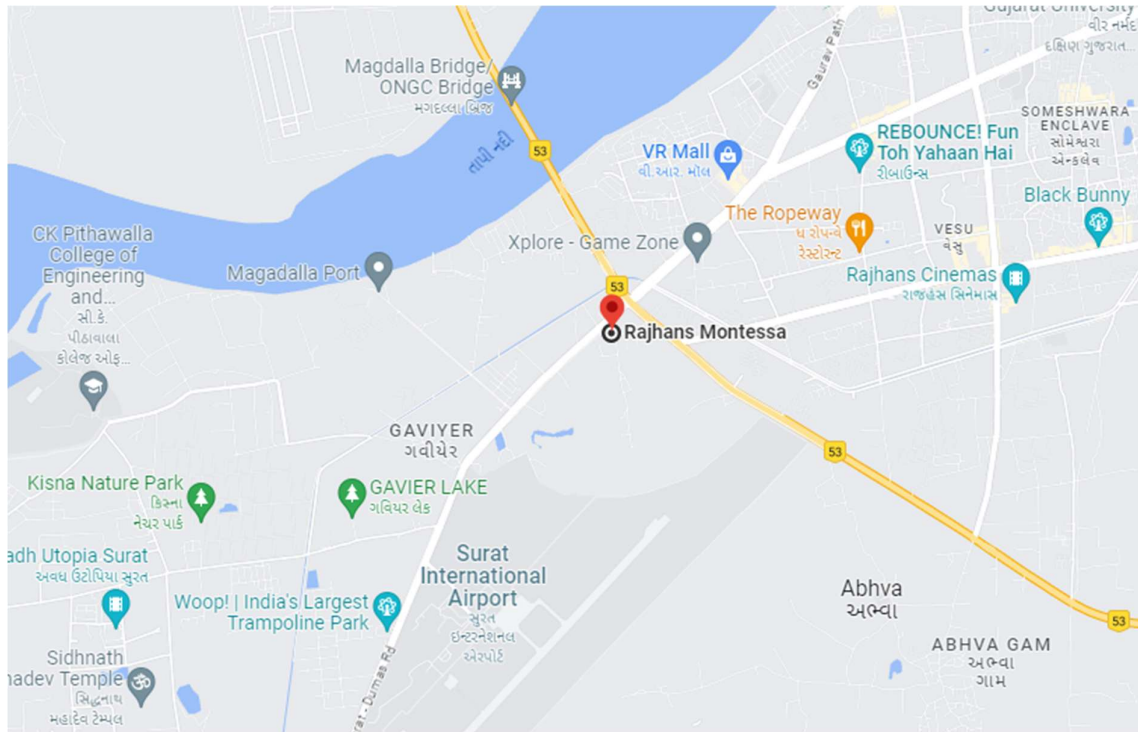 Gujarat University
વીર નર્મદ
દક્ષિણ ગુજરાત...
Gaurav Path
Magdalla Bridge/
ONGC Bridge
મગદલ્લા બ્રિજ
તાપી નદી
53
SOMESHWARA
ENCLAVE
સોમેશ્વરા
એન્કલેવ
REBOUNCE! Fun
Toh Yahaan Hai
રીબાઉન્સ
VR Mall
વી.આર. મૉલ
Black Bunny
The Ropeway
ધ રોપવે
રેસ્ટોરન્ટ
VESU
વેસુ
Xplore - Game Zone
CK Pithawalla
College of
Engineering
and...
સી.કે.
પીઠાવાલા
કોલેજ ઓફ...
Magadalla Port
Rajhans Cinemas
રાજહંસ સિનેમાસ
53
Rajhans Montessa
GAVIYER
ગવીયેર
53
Kisna Nature Park
ક્રિસ્ના
નેચર પાર્ક
GAVIER LAKE
ગવિયર લેક
adh Utopia Surat
અવધ ઉટોપિયા સુરત
Surat
International
Airport
સુરત
ઇન્ટરનેશનલ
એરપોર્ટ
Woop! | India's Largest
Trampoline Park
Abhva
અભ્વા
53
ABHVA GAM
અભ્વા
ગામ
Sidhnath
hadev Temple
સિદ્ધનાથ
મહાદેવ ટેમ્પલ
rat - Dumas Rd